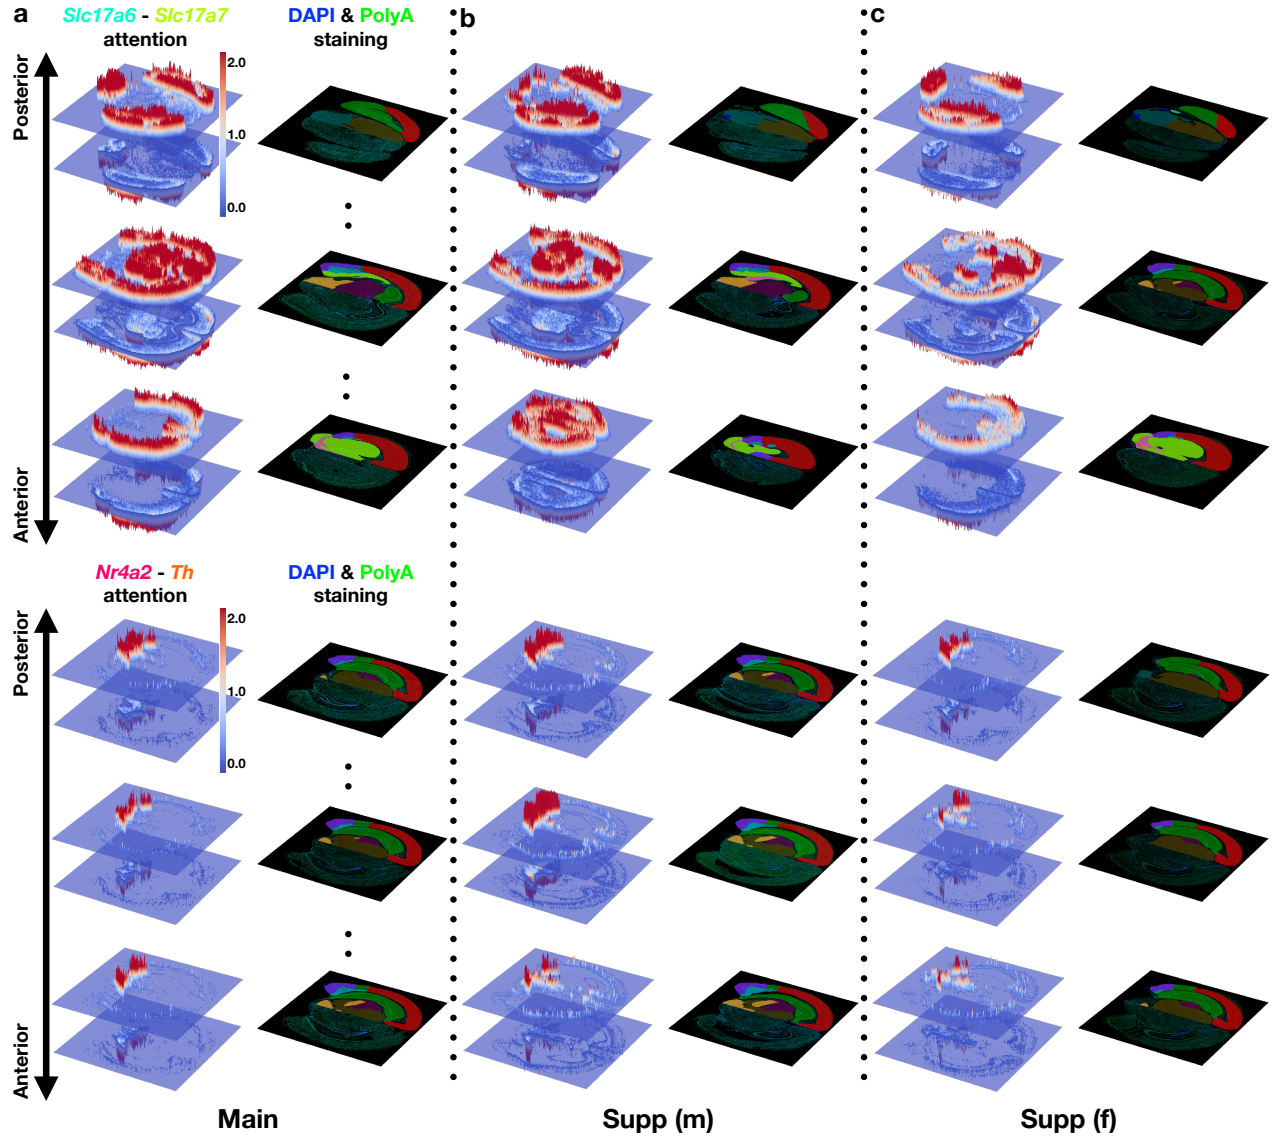 a
Slc17a6 - Slc17a7
attention
DAPI & PolyA
staining
b
c
2.0
1.0
0.0
Posterior
Anterior
Nr4a2 - Th
attention
DAPI & PolyA
staining
2.0
1.0
0.0
Posterior
Anterior
Main
Supp (m)
Supp (f)